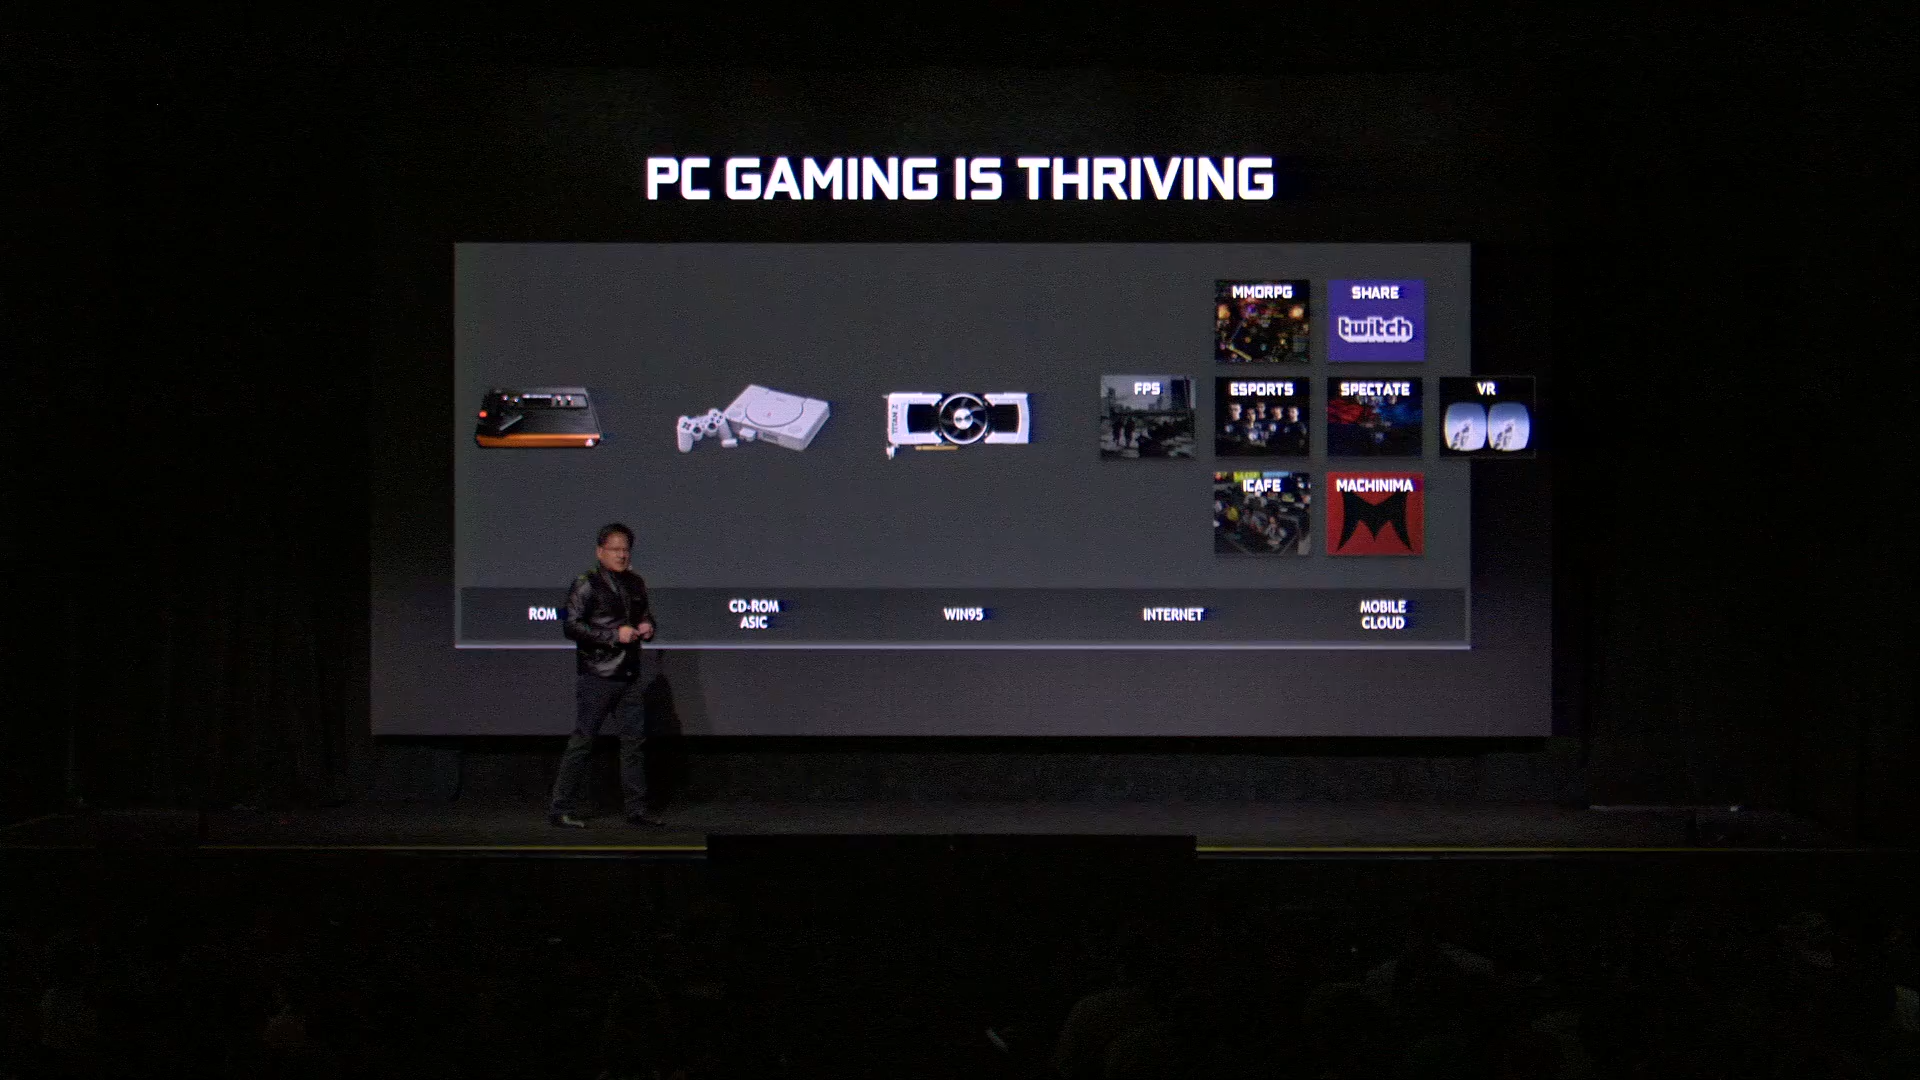 PC GAMING IS THRIVING
MMORPG
SHARE
twitch
FPS
ESPORTS
SPECTATE
VR
ICAFE
MACHINIMA
TITAN Z
ROM
CD-ROM
ASIC
WIN95
INTERNET
MOBILE
CLOUD